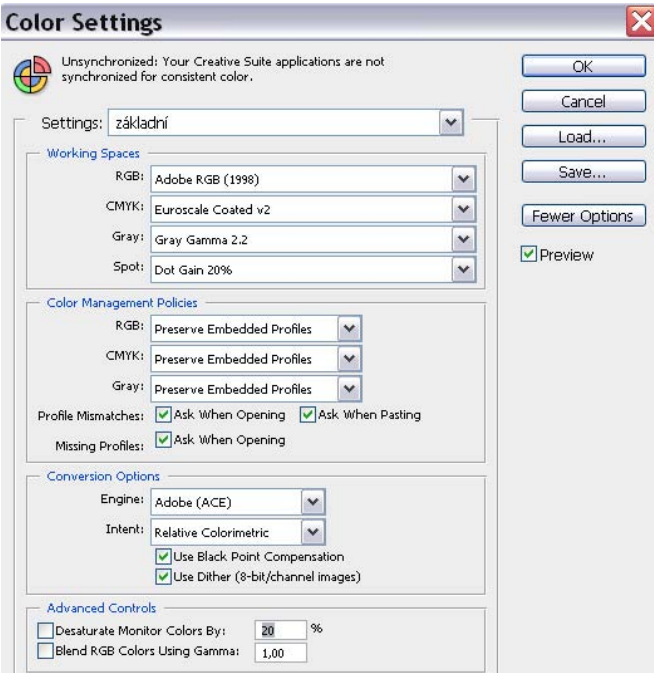 Color Settings
Unsynchronized: Your Creative Suite applications are not
synchronized for consistent color.
OK
Cancel
Load...
Save...
Fewer Options
Preview
Settings: základní
Working Spaces
RGB: Adobe RGB (1998)
CMYK: Euroscale Coated v2
Gray: Gray Gamma 2.2
Spot: Dot Gain 20%
Color Management Policies
RGB: Preserve Embedded Profiles
CMYK: Preserve Embedded Profiles
Gray: Preserve Embedded Profiles
Profile Mismatches: Ask When Opening Ask When Pasting
Missing Profiles: Ask When Opening
Conversion Options
Engine: Adobe (ACE)
Intent: Relative Colorimetric
Use Black Point Compensation
Use Dither (8-bit/channel images)
Advanced Controls
Desaturate Monitor Colors By: 20 %
Blend RGB Colors Using Gamma: 1,00